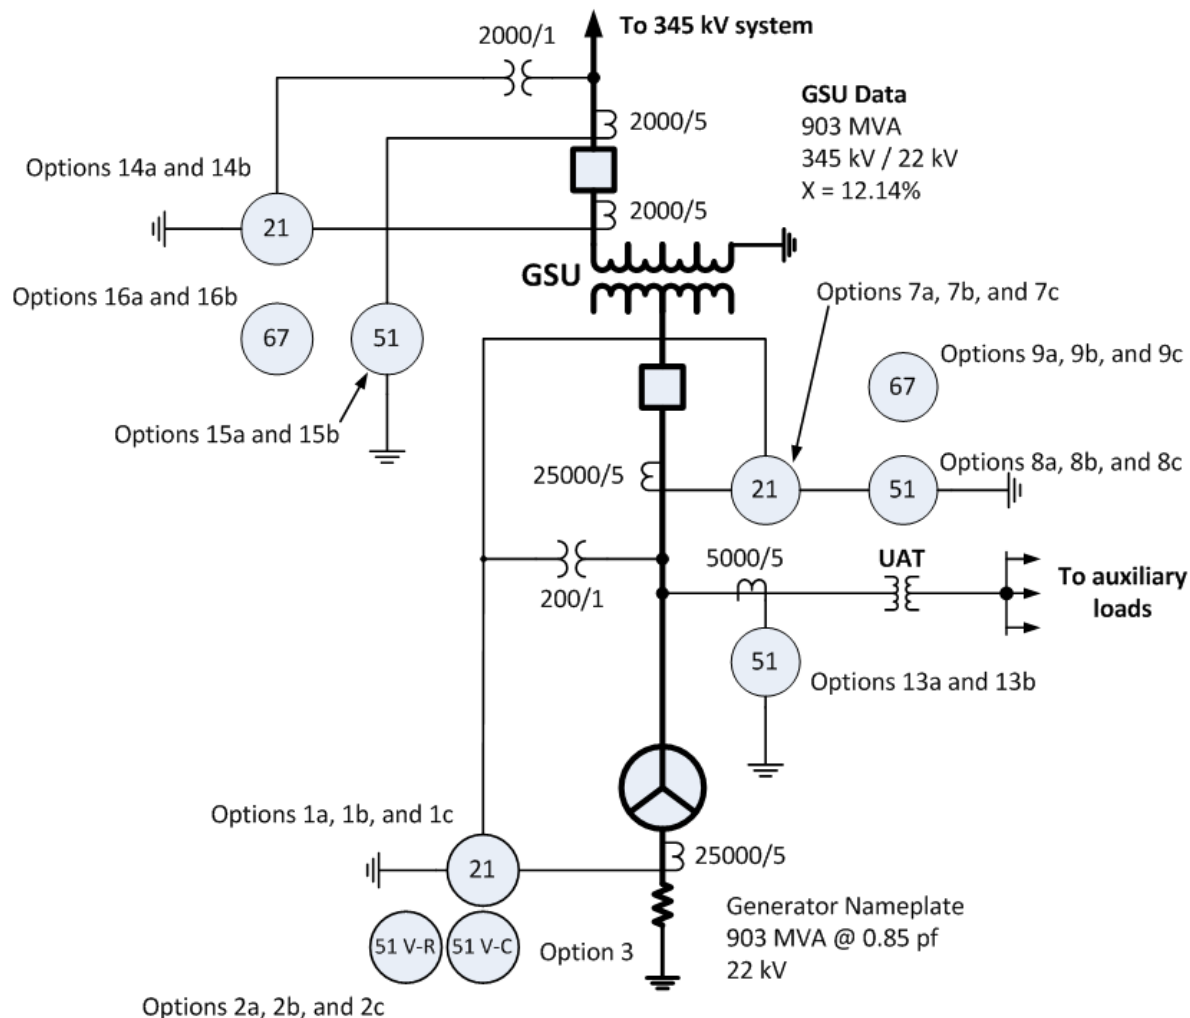 To 345 kV system
2000/1
GSU Data
903 MVA
345 kV / 22 kV
X = 12.14%
2000/5
Options 14a and 14b
2000/5
21
GSU
Options 16a and 16b
67
51
Options 15a and 15b
Options 7a, 7b, and 7c
67
Options 9a, 9b, and 9c
25000/5
21
51
Options 8a, 8b, and 8c
200/1
5000/5
UAT
To auxiliary
loads
51
Options 13a and 13b
Options 1a, 1b, and 1c
21
25000/5
51 V-R
51 V-C
Option 3
Options 2a, 2b, and 2c
Generator Nameplate
903 MVA @ 0.85 pf
22 kV